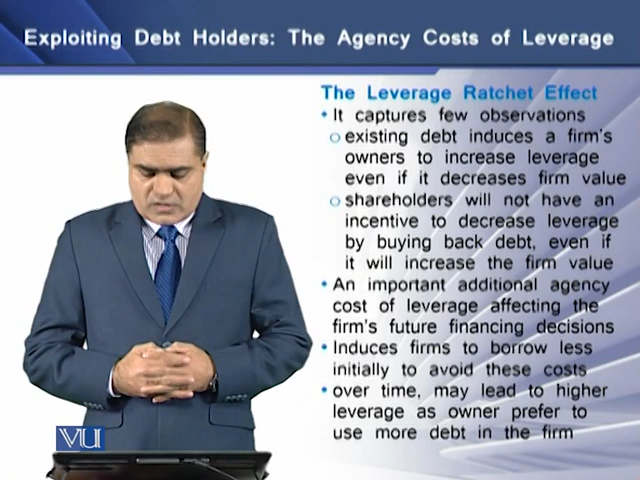 Exploiting Debt Holders: The Agency Costs of Leverage
The Leverage Ratchet Effect
• It captures few observations
o existing debt induces a firm's
owners to increase leverage
even if it decreases firm value
o shareholders will not have an
incentive to decrease leverage
by buying back debt, even if
it will increase the firm value
• An important additional agency
cost of leverage affecting the
firm's future financing decisions
• Induces firms to borrow less
initially to avoid these costs
• over time, may lead to higher
leverage as owner prefer to
use more debt in the firm
VU